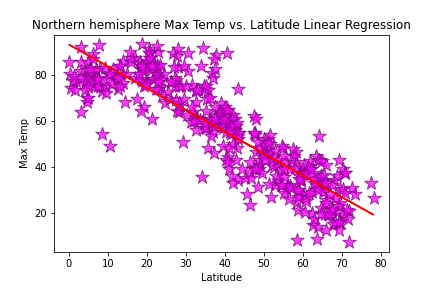 Northern hemisphere Max Temp vs. Latitude Linear Regression
80
60
40
20
Max Temp
0 10 20 30 40 50 60 70 80
Latitude